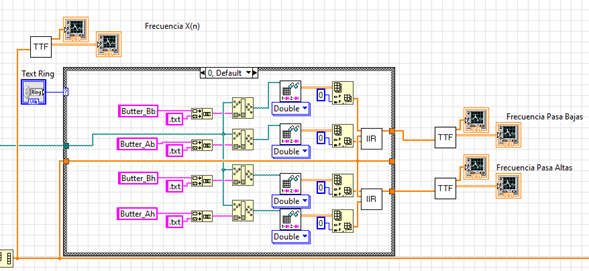 Frecuencia X(n)
TTF
Text Ring
Ring
0, Default
Butter_Bb
.txt
Double
0
Butter_Ab
.txt
Double
0
IIR
TTF
Frecuencia Pasa Bajas
Butter_Bh
.txt
Double
0
Butter_Ah
.txt
Double
0
IIR
TTF
Frecuencia Pasa Altas